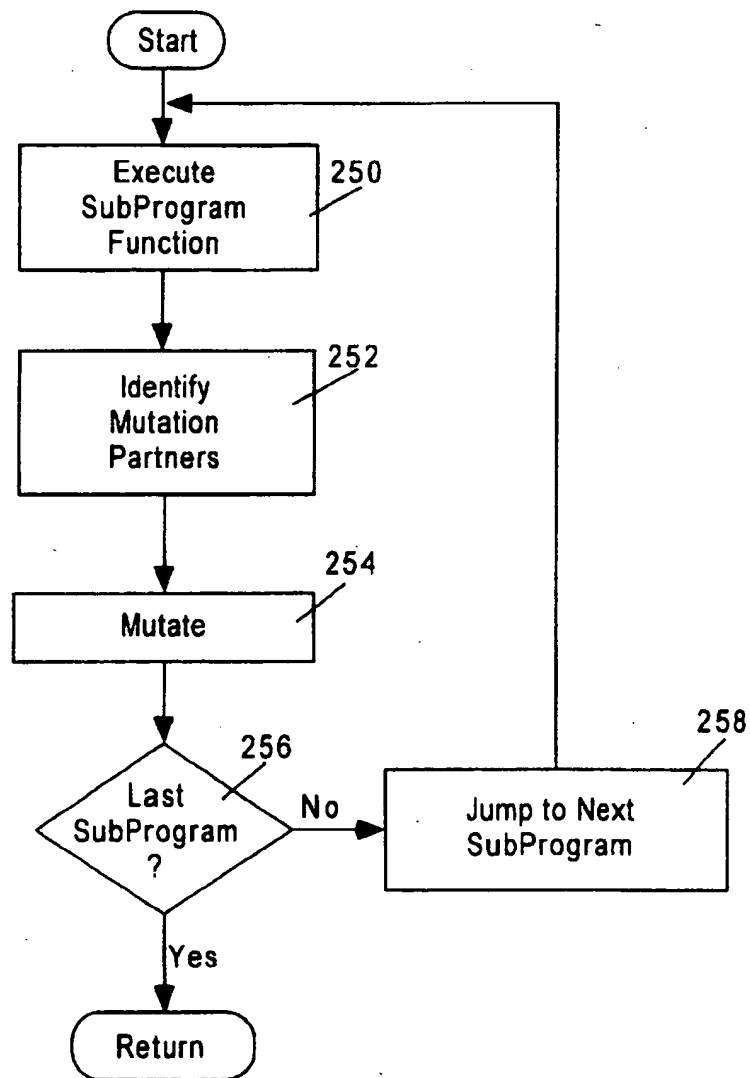 Start
Execute
SubProgram
Function
250
Identify
Mutation
Partners
252
Mutate
254
Last
SubProgram
?
256
No
Jump to Next
SubProgram
258
Yes
Return